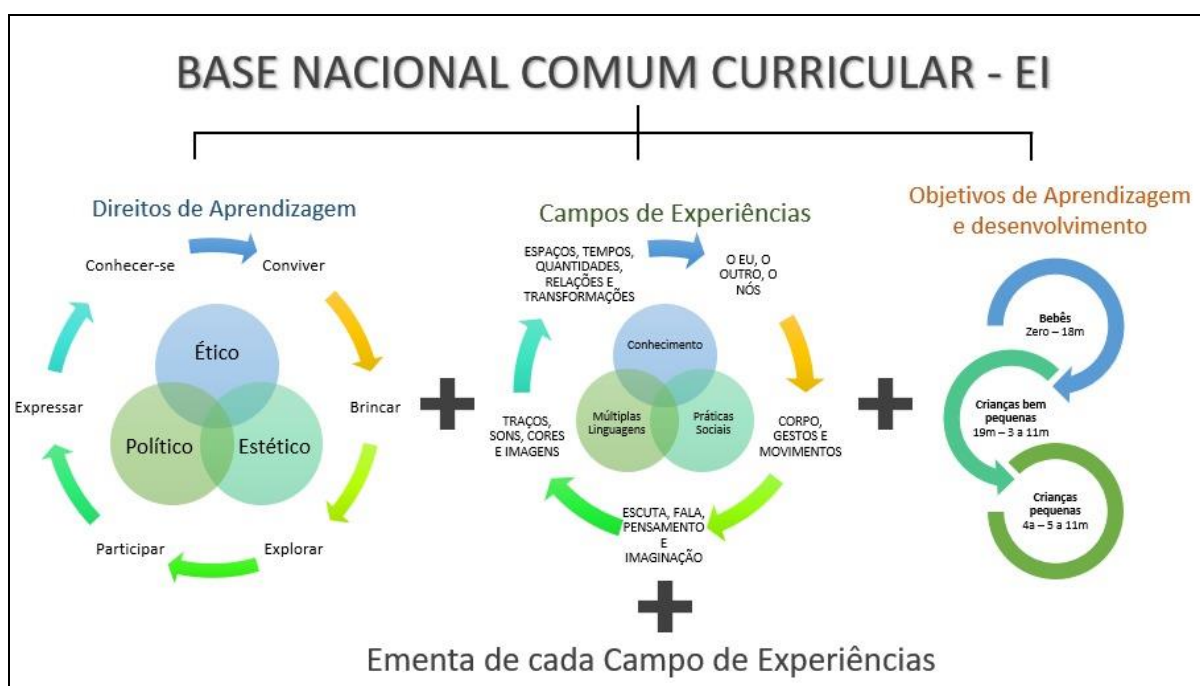 BASE NACIONAL COMUM CURRICULAR - EI
Direitos de Aprendizagem
Conhecer-se
Conviver
Brincar
Explorar
Participar
Expressar
Ético
Político
Estético
+
Campos de Experiências
ESPAÇOS, TEMPOS,
QUANTIDADES,
RELAÇÕES E
TRANSFORMAÇÕES
O EU, O
OUTRO, O
NÓS
CORPO,
GESTOS E
MOVIMENTOS
ESCUTA, FALA,
PENSAMENTO
E
IMAGINAÇÃO
TRAÇOS,
SONS, CORES
E IMAGENS
Conhecimento
Múltiplas
Linguagens
Práticas
Sociais
+
Objetivos de Aprendizagem
e desenvolvimento
Bebês
Zero – 18m
Crianças bem
pequenas
19m – 3 a 11m
Crianças
pequenas
4a – 5 a 11m
+
Ementa de cada Campo de Experiências